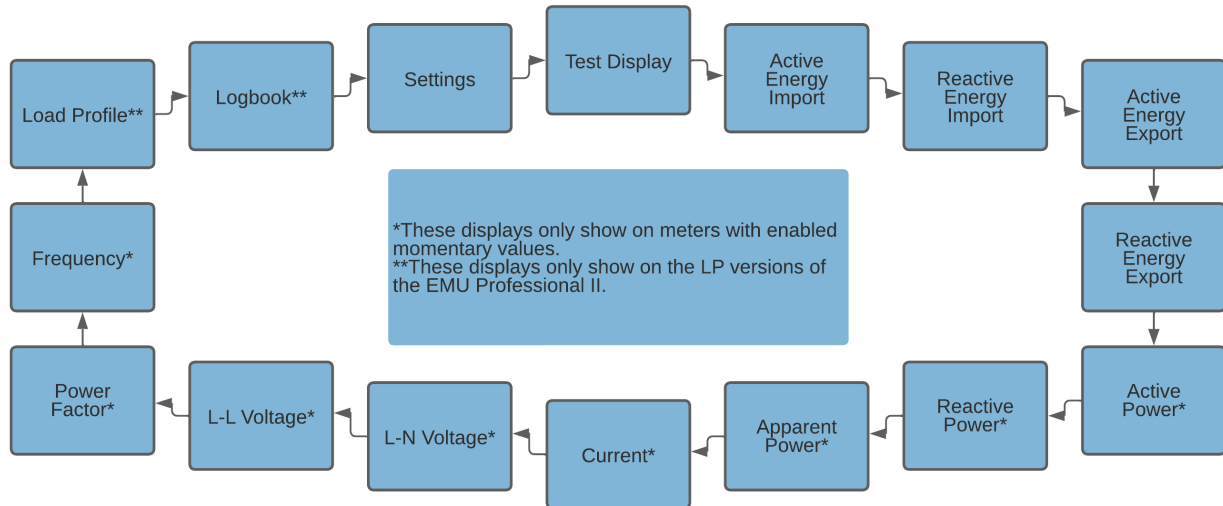 Test Display
Settings
Active
Energy
Import
Logbook**
Reactive
Energy
Import
Load Profile**
Active
Energy
Export
*These displays only show on meters with enabled
momentary values.
**These displays only show on the LP versions of
the EMU Professional II.
Frequency*
Reactive
Energy
Export
Power
Factor*
L-L Voltage*
L-N Voltage*
Current*
Apparent
Power*
Reactive
Power*
Active
Power*